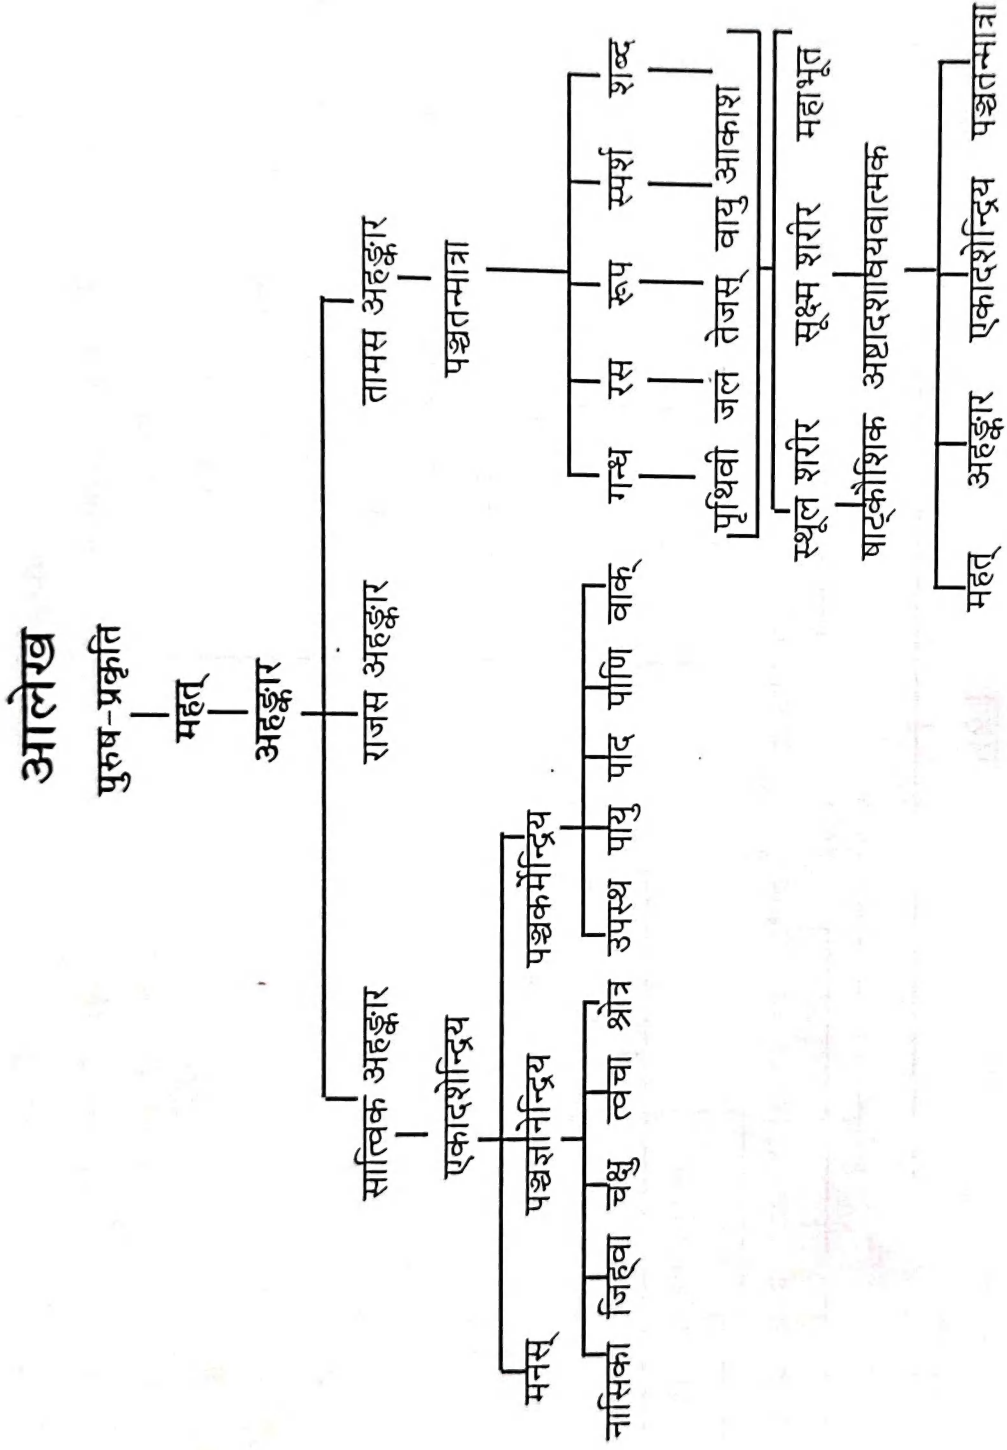 आलेख
पुरुष-प्रकृति
महत्
अहङ्कार
सात्विक अहङ्कार राजस अहङ्कार तामस अहङ्कार
एकादशेन्द्रिय पञ्चतन्मात्रा
मनस् पञ्चज्ञानेन्द्रिय पञ्चकर्मेन्द्रिय
नासिका जिह्वा चक्षु त्वचा श्रोत्र उपस्थ पायु पाद पाणि वाक् गन्ध रस रूप स्पर्श शब्द
पृथिवी जल तेजस् वायु आकाश
स्थूल शरीर सूक्ष्म शरीर महाभूत
षाट्कौशिक अष्टादशावयवात्मक
महत् अहङ्कार एकादशेन्द्रिय पञ्चतन्मात्रा